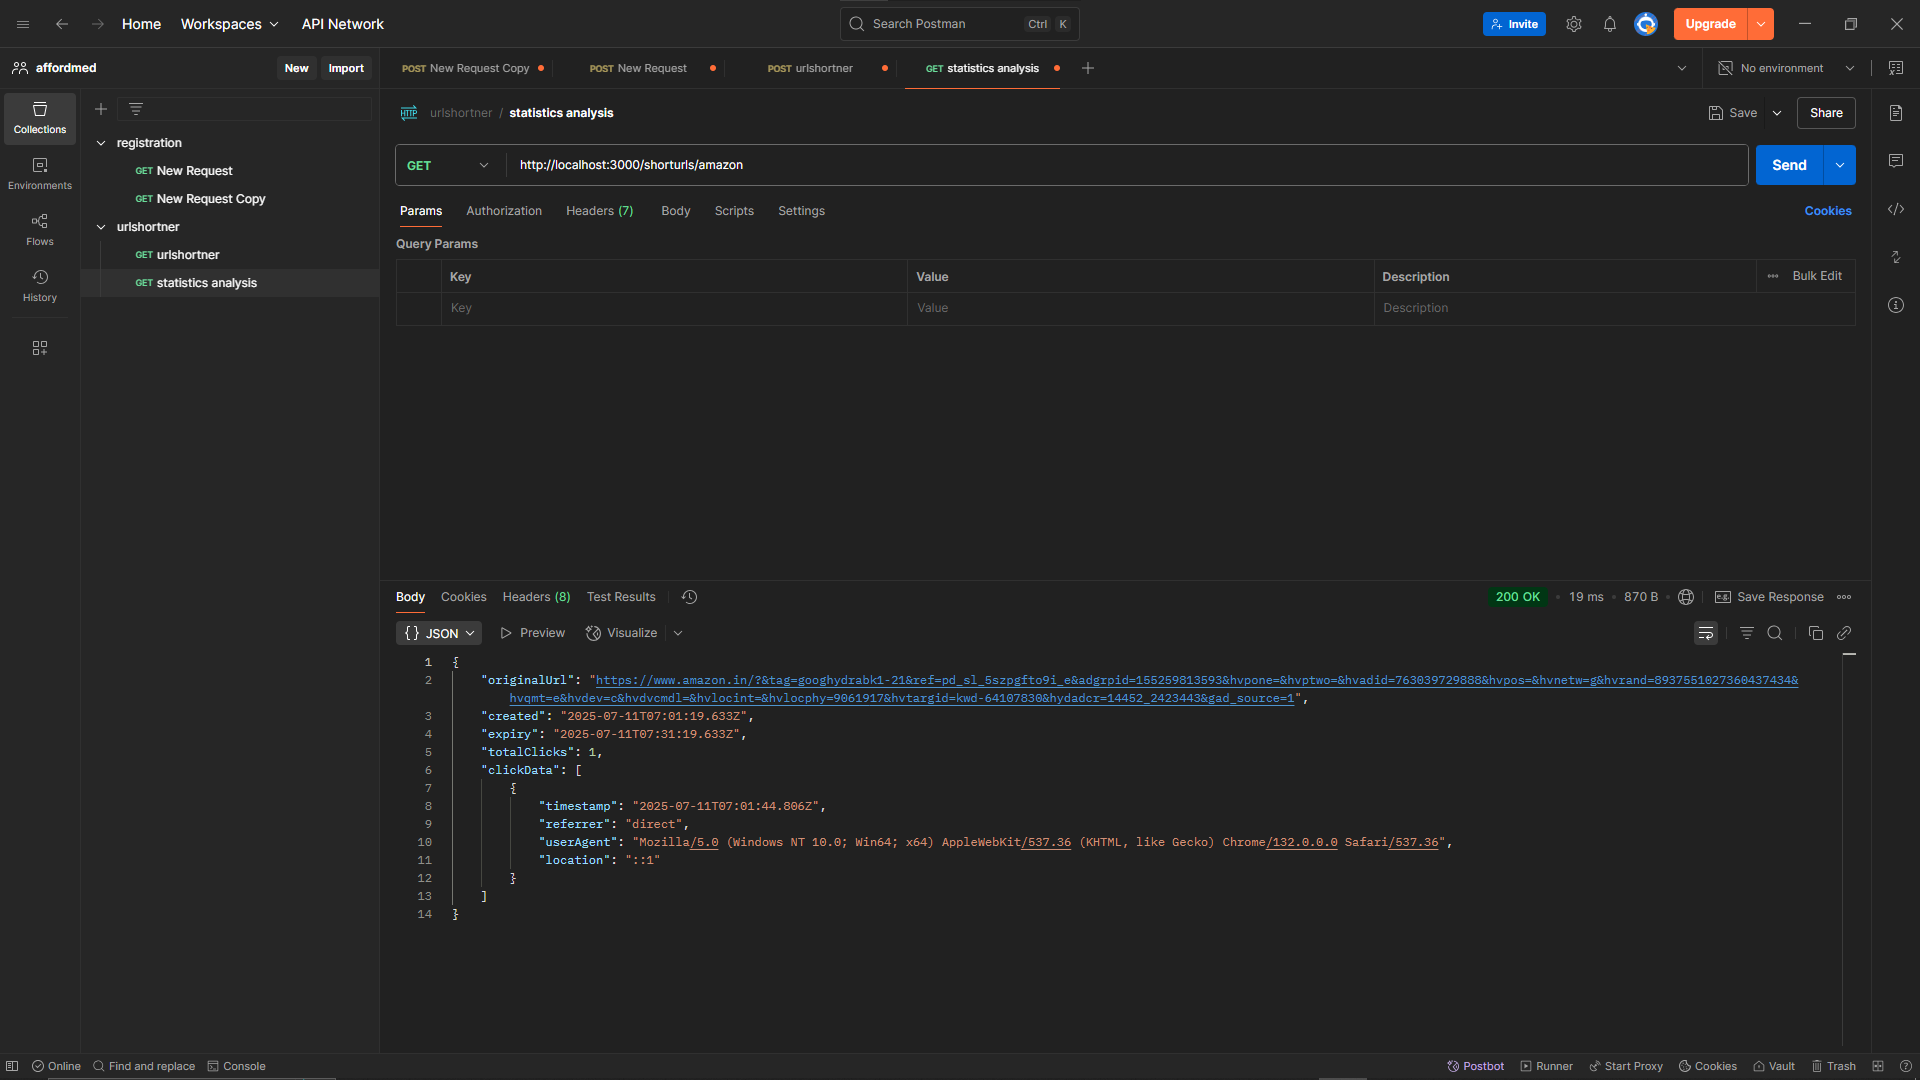 Home Workspaces API Network
Search Postman Ctrl K
Invite Upgrade
affordmed New Import
POST New Request Copy
POST New Request
POST urlshortner
GET statistics analysis
No environment
Collections
Environments
Flows
History
registration
GET New Request
GET New Request Copy
urlshortner
GET urlshortner
GET statistics analysis
HTTP urlshortner / statistics analysis
Save Share
GET http://localhost:3000/shorturls/amazon Send
Params Authorization Headers (7) Body Scripts Settings Cookies
Query Params
Key Value Description Bulk Edit
Key Value Description
Body Cookies Headers (8) Test Results
200 OK • 19 ms • 870 B e.g. Save Response
{} JSON Preview Visualize
1 {
2 "originalUrl": "https://www.amazon.in/?&tag=googhydrabk1-21&ref=pd_sl_5szpgfto9i_e&adgrpid=155259813593&hvpone=&hvptwo=&hvadid=763039729888&hvpos=&hvnetw=g&hvrand=8937551027360437434&
hvqmt=e&hvdev=c&hvdvcmdl=&hvlocint=&hvlocphy=9061917&hvtargid=kwd-64107830&hydadcr=14452_2423443&gad_source=1",
3 "created": "2025-07-11T07:01:19.633Z",
4 "expiry": "2025-07-11T07:31:19.633Z",
5 "totalClicks": 1,
6 "clickData": [
7 {
8 "timestamp": "2025-07-11T07:01:44.806Z",
9 "referrer": "direct",
10 "userAgent": "Mozilla/5.0 (Windows NT 10.0; Win64; x64) AppleWebKit/537.36 (KHTML, like Gecko) Chrome/132.0.0.0 Safari/537.36",
11 "location": "::1"
12 }
13 ]
14 }
Online Find and replace Console
Postbot Runner Start Proxy Cookies Vault Trash